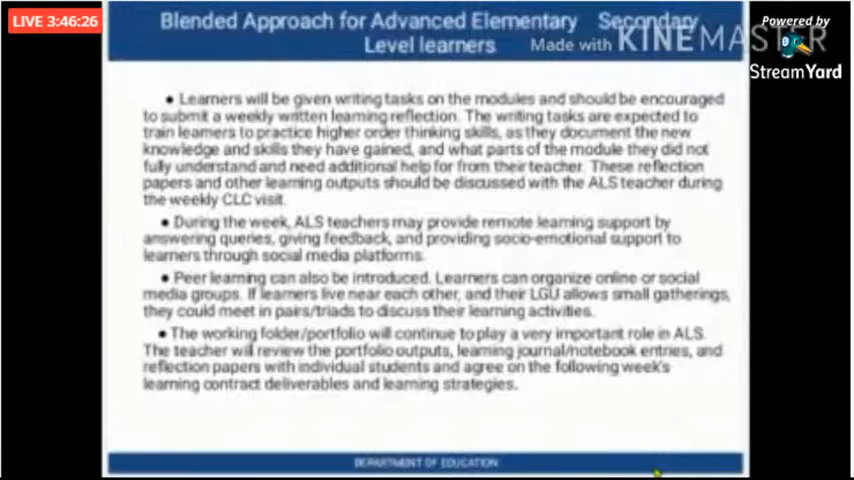 LIVE 3:46:26
Blended Approach for Advanced Elementary Secondary
Level learners
Made with KINEMASTER
Powered by
StreamYard
● Learners will be given writing tasks on the modules and should be encouraged
to submit a weekly written learning reflection. The writing tasks are expected to
train learners to practice higher order thinking skills, as they document the new
knowledge and skills they have gained, and what parts of the module they did not
fully understand and need additional help for from their teacher. These reflection
papers and other learning outputs should be discussed with the ALS teacher during
the weekly CLC visit.
● During the week, ALS teachers may provide remote learning support by
answering queries, giving feedback, and providing socio-emotional support to
learners through social media platforms.
● Peer learning can also be introduced. Learners can organize online or social
media groups. If learners live near each other, and their LGU allows small gatherings,
they could meet in pairs/triads to discuss their learning activities.
● The working folder/portfolio will continue to play a very important role in ALS.
The teacher will review the portfolio outputs, learning journal/notebook entries, and
reflection papers with individual students and agree on the following week's
learning contract deliverables and learning strategies.
DEPARTMENT OF EDUCATION